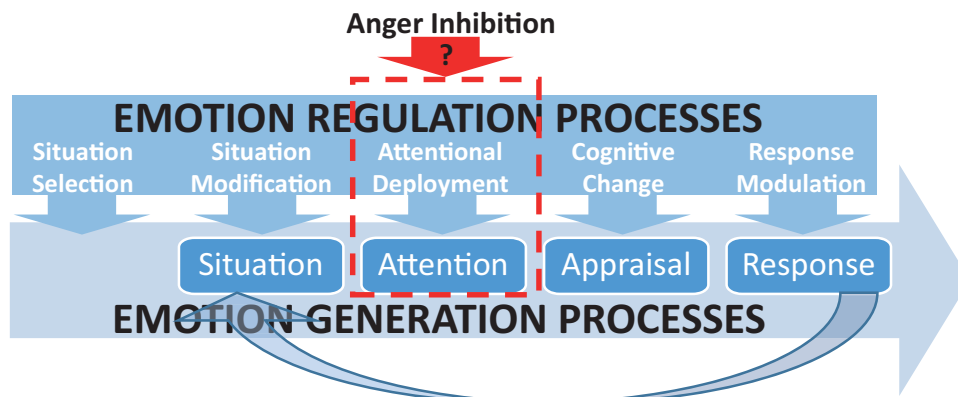 Anger Inhibition
?
EMOTION REGULATION PROCESSES
Situation Selection
Situation Modification
Attentional Deployment
Cognitive Change
Response Modulation
Situation
Attention
Appraisal
Response
EMOTION GENERATION PROCESSES